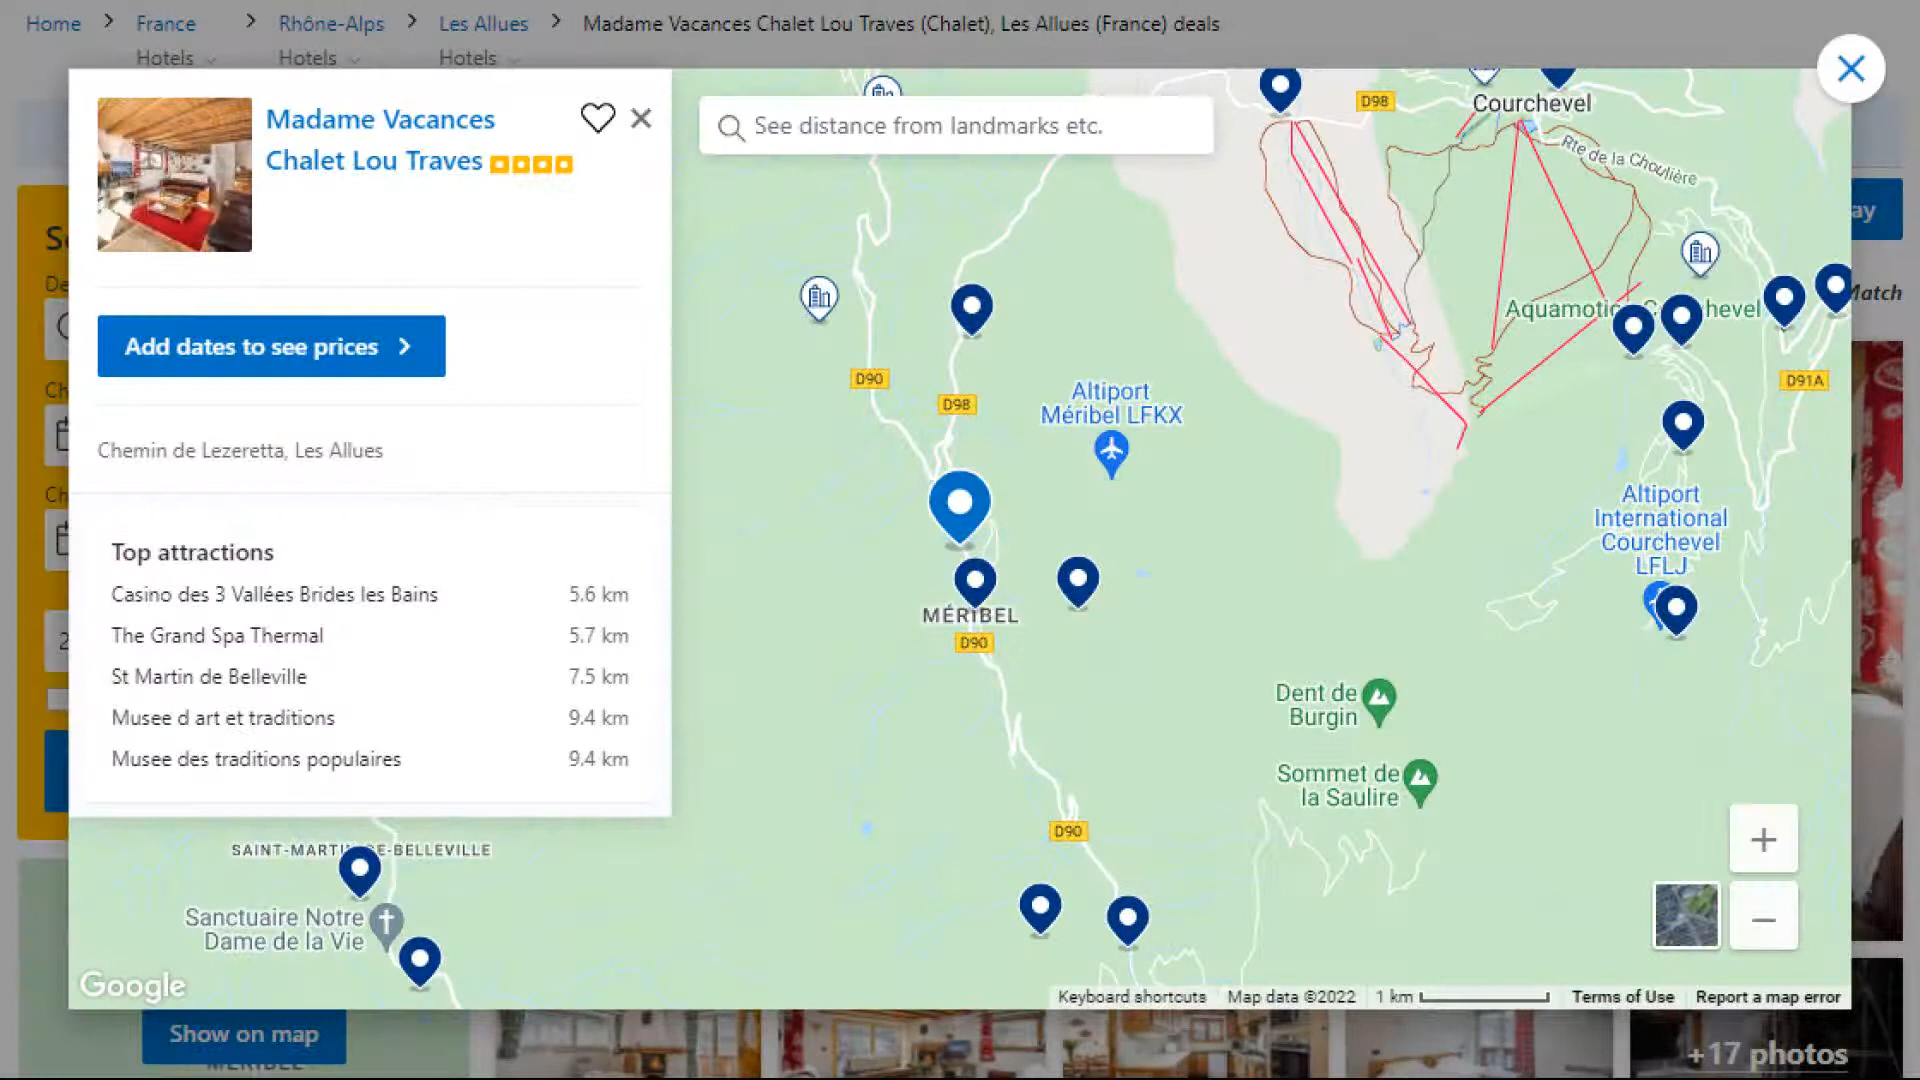 Home > France > Rhône-Alps > Les Allues > Madame Vacances Chalet Lou Traves (Chalet), Les Allues (France) deals
Hotels Hotels Hotels
Madame Vacances
Chalet Lou Traves
Add dates to see prices
Chemin de Lezeretta, Les Allues
Top attractions
Casino des 3 Vallées Brides les Bains 5.6 km
The Grand Spa Thermal 5.7 km
St Martin de Belleville 7.5 km
Musee d art et traditions 9.4 km
Musee des traditions populaires 9.4 km
See distance from landmarks etc.
D98
Courchevel
Rte de la Choulière
ay
Match
D90
D98
Altiport
Méribel LFKX
D91A
Altiport
International
Courchevel
LFLJ
MÉRIBEL
D90
Dent de
Burgin
Sommet de
la Saulire
D90
Sanctuaire Notre
Dame de la Vie
Google
Keyboard shortcuts Map data ©2022 1 km Terms of Use Report a map error
Show on map
+17 photos